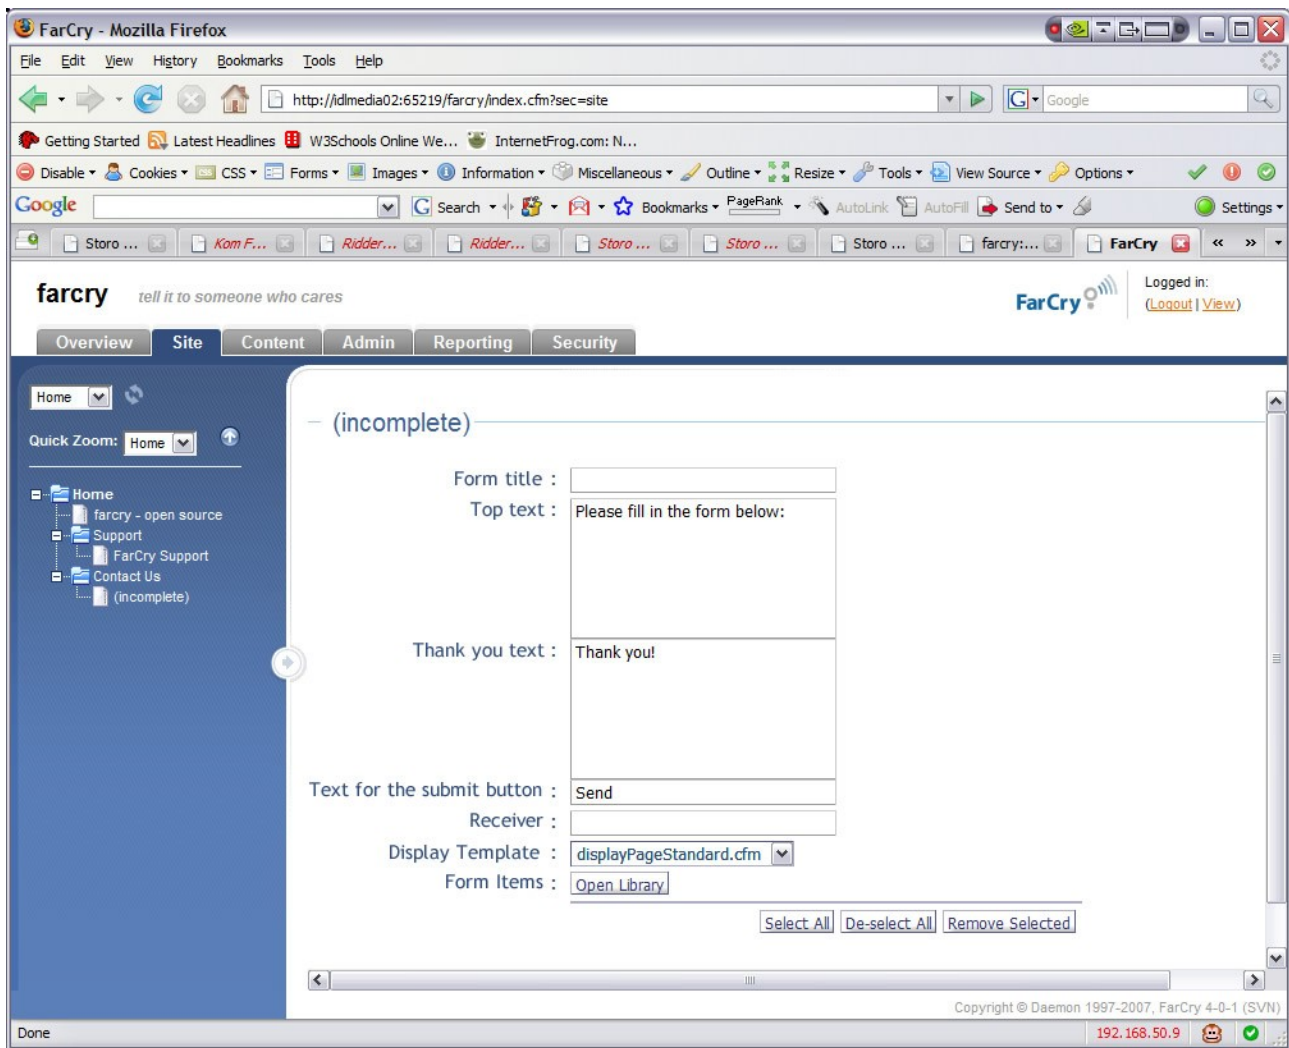 FarCry - Mozilla Firefox
File Edit View History Bookmarks Tools Help
http://idlmedia02:65219/farcry/index.cfm?sec=site G Google
Getting Started Latest Headlines W3Schools Online We... InternetFrog.com: N...
Disable Cookies CSS Forms Images Information Miscellaneous Outline Resize Tools View Source Options
Google G Search Bookmarks PageRank AutoLink AutoFill Send to Settings
Storo ... Kom F... Ridder... Ridder... Storo ... Storo ... Storo ... farcry:... FarCry
farcry tell it to someone who cares FarCry Logged in:
(Logout | View)
Overview Site Content Admin Reporting Security
Home
Quick Zoom: Home
Home
farcry - open source
Support
FarCry Support
Contact Us
(incomplete)
(incomplete)
Form title :
Top text : Please fill in the form below:
Thank you text : Thank you!
Text for the submit button : Send
Receiver :
Display Template : displayPageStandard.cfm
Form Items : Open Library
Select All De-select All Remove Selected
Copyright © Daemon 1997-2007, FarCry 4-0-1 (SVN)
Done 192.168.50.9